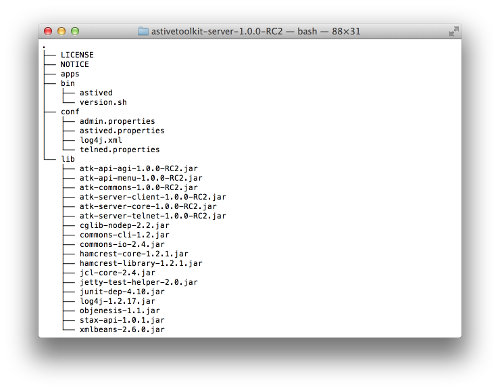 astivetoolkit-server-1.0.0-RC2 — bash — 88×31
.
├── LICENSE
├── NOTICE
├── apps
├── bin
│   ├── astived
│   └── version.sh
├── conf
│   ├── admin.properties
│   ├── astived.properties
│   ├── log4j.xml
│   └── telned.properties
└── lib
    ├── atk-api-agi-1.0.0-RC2.jar
    ├── atk-api-menu-1.0.0-RC2.jar
    ├── atk-commons-1.0.0-RC2.jar
    ├── atk-server-client-1.0.0-RC2.jar
    ├── atk-server-core-1.0.0-RC2.jar
    ├── atk-server-telnet-1.0.0-RC2.jar
    ├── cglib-nodep-2.2.jar
    ├── commons-cli-1.2.jar
    ├── commons-io-2.4.jar
    ├── hamcrest-core-1.2.1.jar
    ├── hamcrest-library-1.2.1.jar
    ├── jcl-core-2.4.jar
    ├── jetty-test-helper-2.0.jar
    ├── junit-dep-4.10.jar
    ├── log4j-1.2.17.jar
    ├── objenesis-1.1.jar
    ├── stax-api-1.0.1.jar
    └── xmlbeans-2.6.0.jar